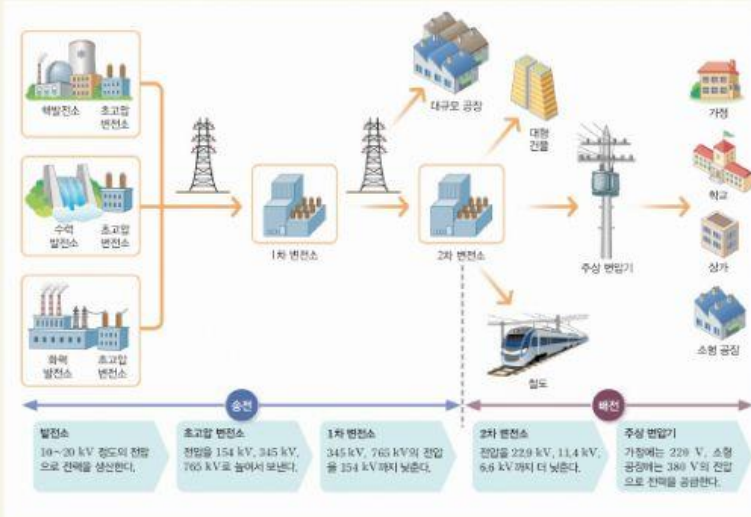 대규모 공장
대형
건물
가정
핵발전소
초고압
변전소
학교
수력
발전소
초고압
변전소
1차 변전소
2차 변전소
주상 변압기
상가
소형 공장
화력
발전소
초고압
변전소
철도
송전
배전
발전소
10~20 kV 정도의 전압
으로 전력을 생산한다.
초고압 변전소
전압을 154 kV, 345 kV,
765 kV로 높여서 보낸다.
1차 변전소
345 kV, 765 kV의 전압
을 154 kV까지 낮춘다.
2차 변전소
전압을 22.9 kV, 11.4 kV,
6.6 kV까지 더 낮춘다.
주상 변압기
가정에는 220 V, 소형
공장에는 380 V의 전압
으로 전력을 공급한다.